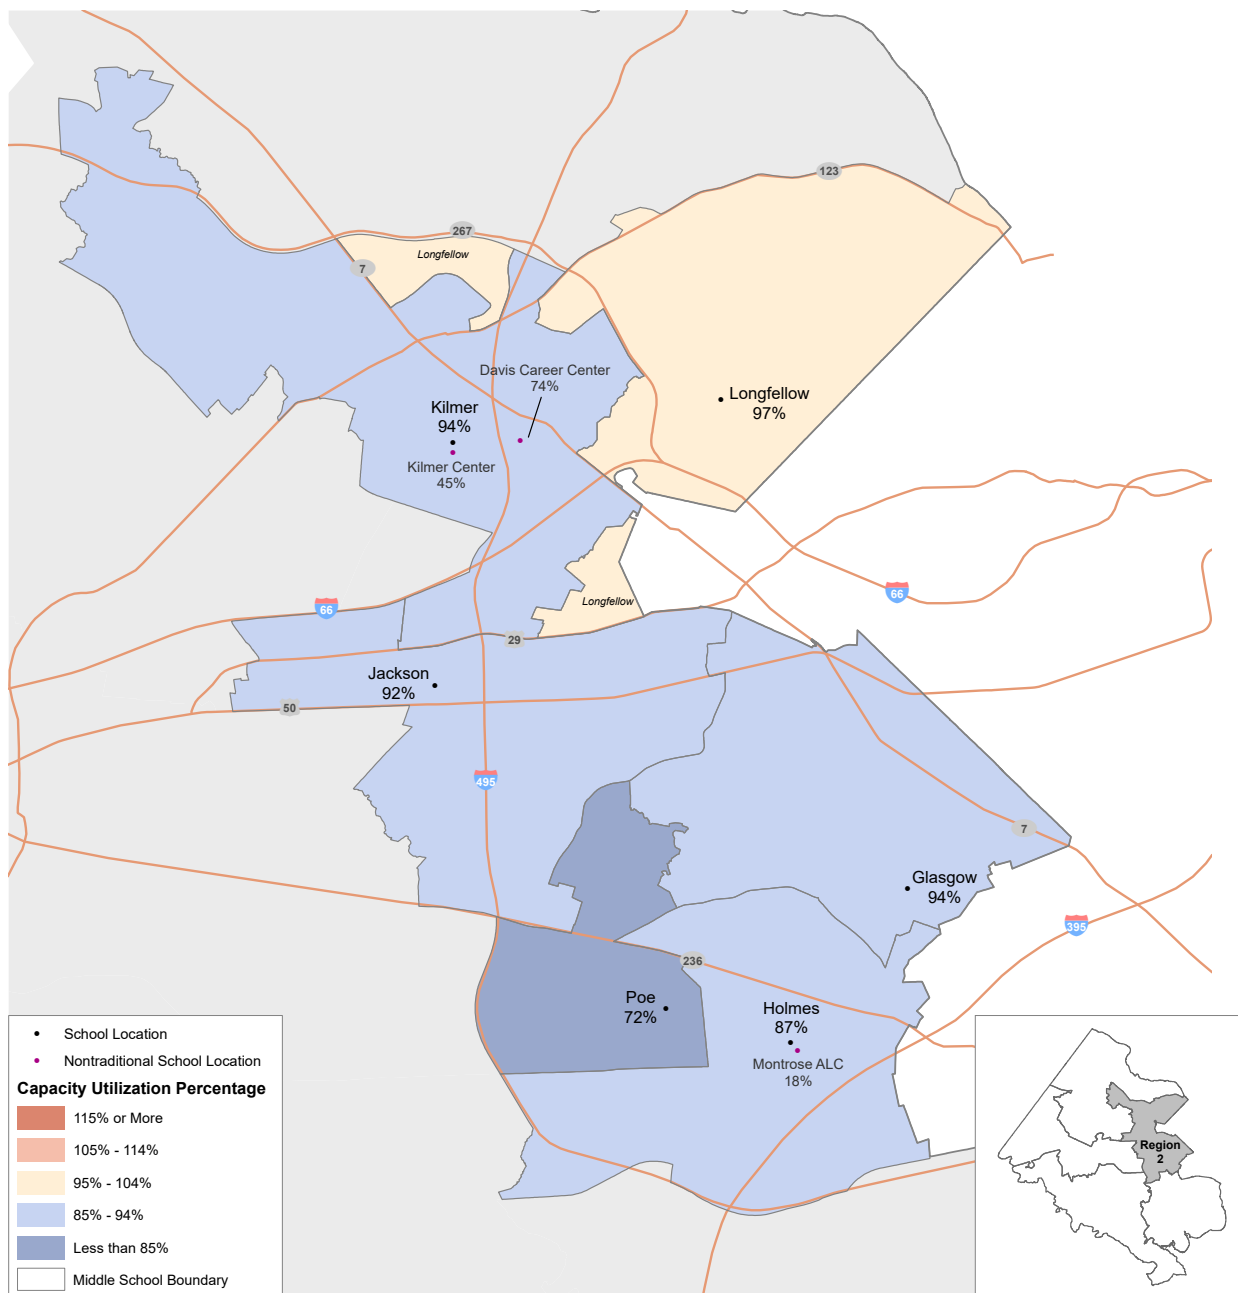 123
267
Longfellow
7
Davis Career Center
74%
Longfellow
97%
Kilmer
94%
Kilmer Center
45%
66
66
Longfellow
29
Jackson
92%
50
495
7
Glasgow
94%
395
236
Poe
72%
Holmes
87%
Montrose ALC
18%
School Location
Nontraditional School Location
Capacity Utilization Percentage
115% or More
105% - 114%
95% - 104%
85% - 94%
Less than 85%
Middle School Boundary
Region
2